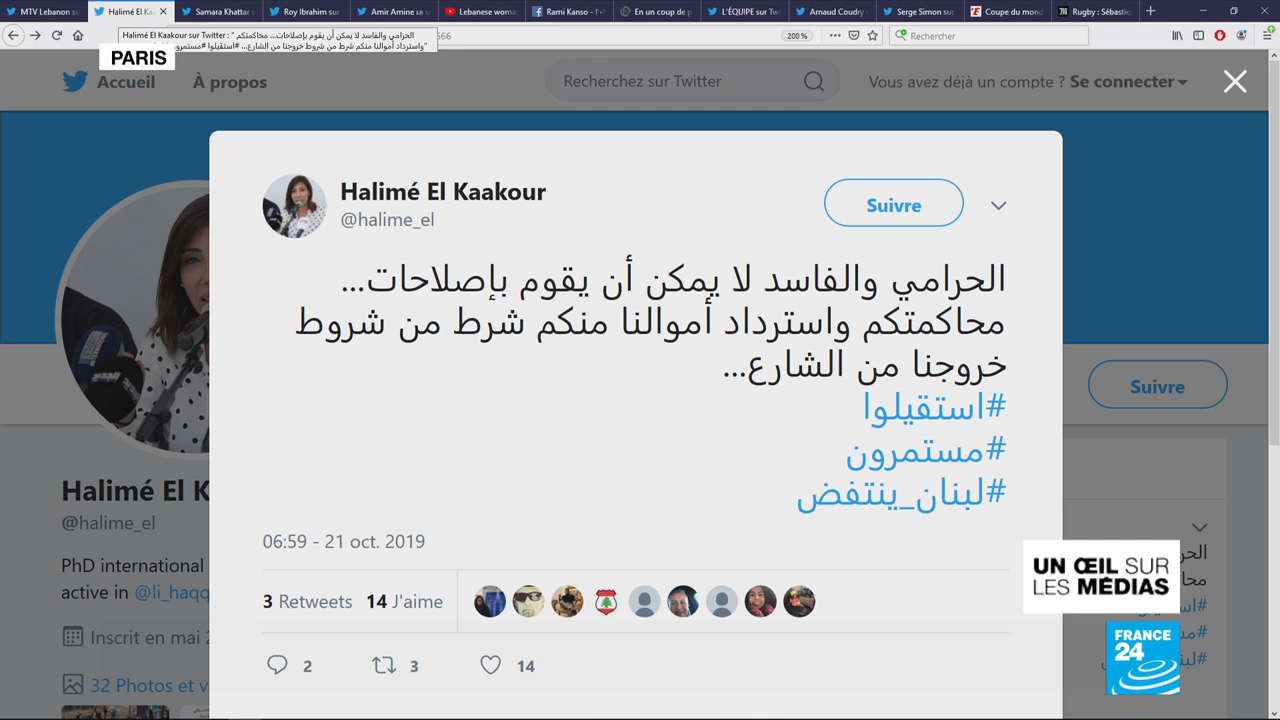 MTV Lebanon su
Halimé El Kaa
Samara Khattar s
Roy Ibrahim sur
Amir Amine
Lebanese woma
Rami Kanso -
En un coup de p
L'ÉQUIPE sur Tw
Arnaud
Serge Simon sur
Coupe du mond
Rugby : Sébastie
Halimé El Kaakour sur Twitter : " الحرامي والفاسد لا يمكن أن يقوم بإصلاحات... محاكمتكم
واسترداد أموالنا منكم شرط من شروط خروجنا من الشارع... #استقيلوا
200 %
Rechercher
PARIS
Accueil
À propos
Recherchez sur Twitter
Vous avez déjà un compte ? Se connecter
Halimé El Kaakour
@halime_el
Suivre
الحرامي والفاسد لا يمكن أن يقوم بإصلاحات...
محاكمتكم واسترداد أموالنا منكم شرط من شروط
خروجنا من الشارع...
#استقيلوا
#مستمرون
#لبنان_ينتفض
06:59 - 21 oct. 2019
3 Retweets 14 J'aime
2 3 14
Suivre
Halimé El K
@halime_el
PhD international
active in @li_haqq
Inscrit en mai 2
32 Photos et v
UN ŒIL SUR
LES MÉDIAS
FRANCE
24